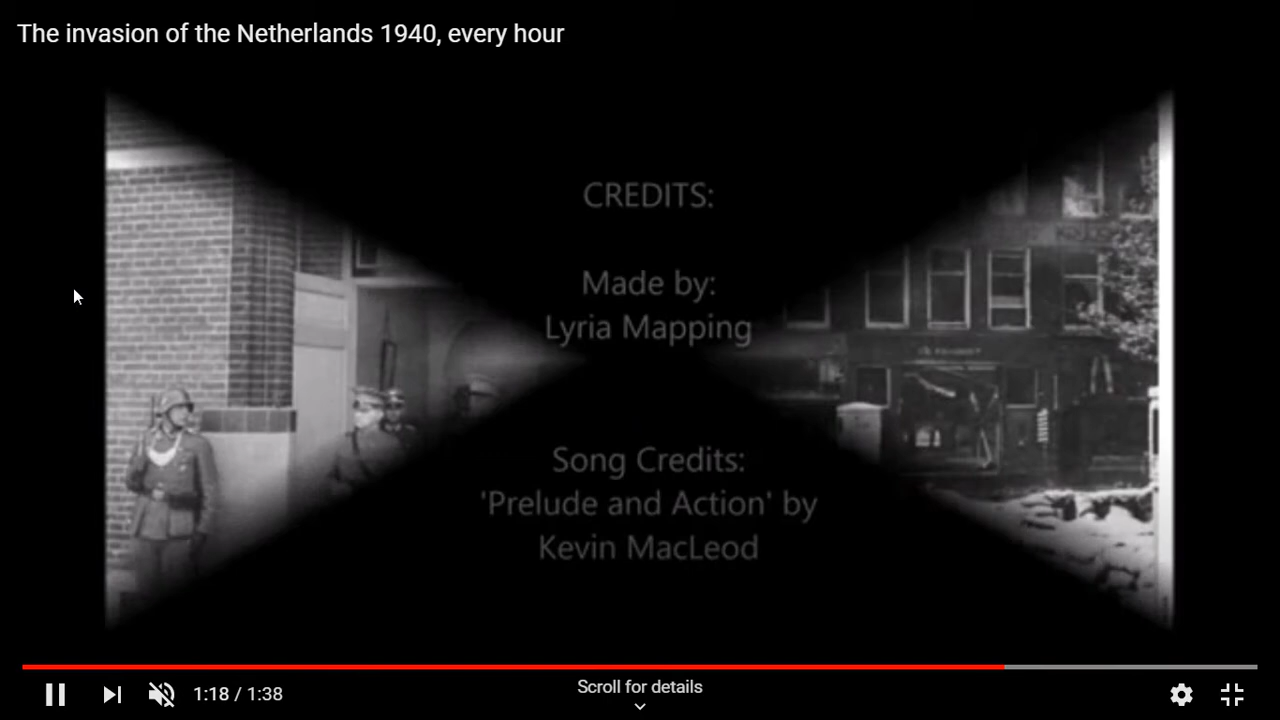 The invasion of the Netherlands 1940, every hour
CREDITS:
Made by:
Lyria Mapping
Song Credits:
'Prelude and Action' by
Kevin MacLeod
1:18 / 1:38
Scroll for details